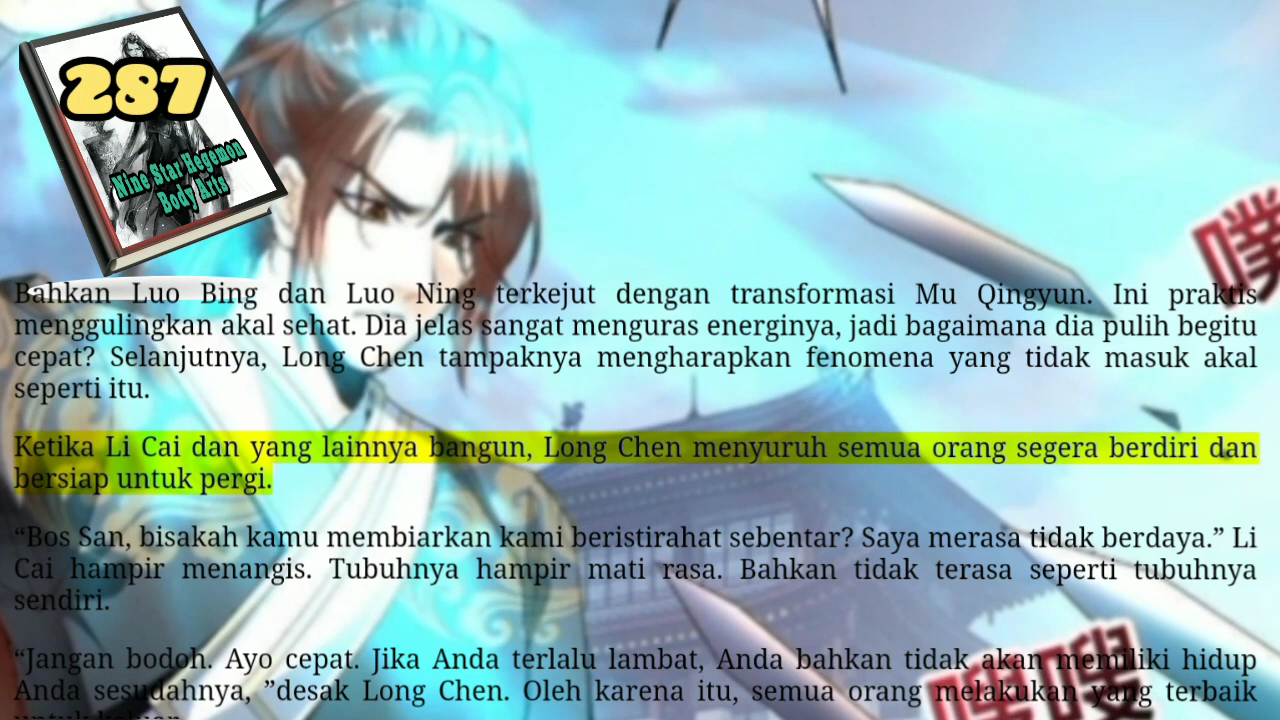 287
Nine Star Hegemon
Body Arts
噗
Bahkan Luo Bing dan Luo Ning terkejut dengan transformasi Mu Qingyun. Ini praktis
menggulingkan akal sehat. Dia jelas sangat menguras energinya, jadi bagaimana dia pulih begitu
cepat? Selanjutnya, Long Chen tampaknya mengharapkan fenomena yang tidak masuk akal
seperti itu.
Ketika Li Cai dan yang lainnya bangun, Long Chen menyuruh semua orang segera berdiri dan
bersiap untuk pergi.
“Bos San, bisakah kamu membiarkan kami beristirahat sebentar? Saya merasa tidak berdaya.” Li
Cai hampir menangis. Tubuhnya hampir mati rasa. Bahkan tidak terasa seperti tubuhnya
sendiri.
“Jangan bodoh. Ayo cepat. Jika Anda terlalu lambat, Anda bahkan tidak akan memiliki hidup
Anda sesudahnya, ”desak Long Chen. Oleh karena itu, semua orang melakukan yang terbaik